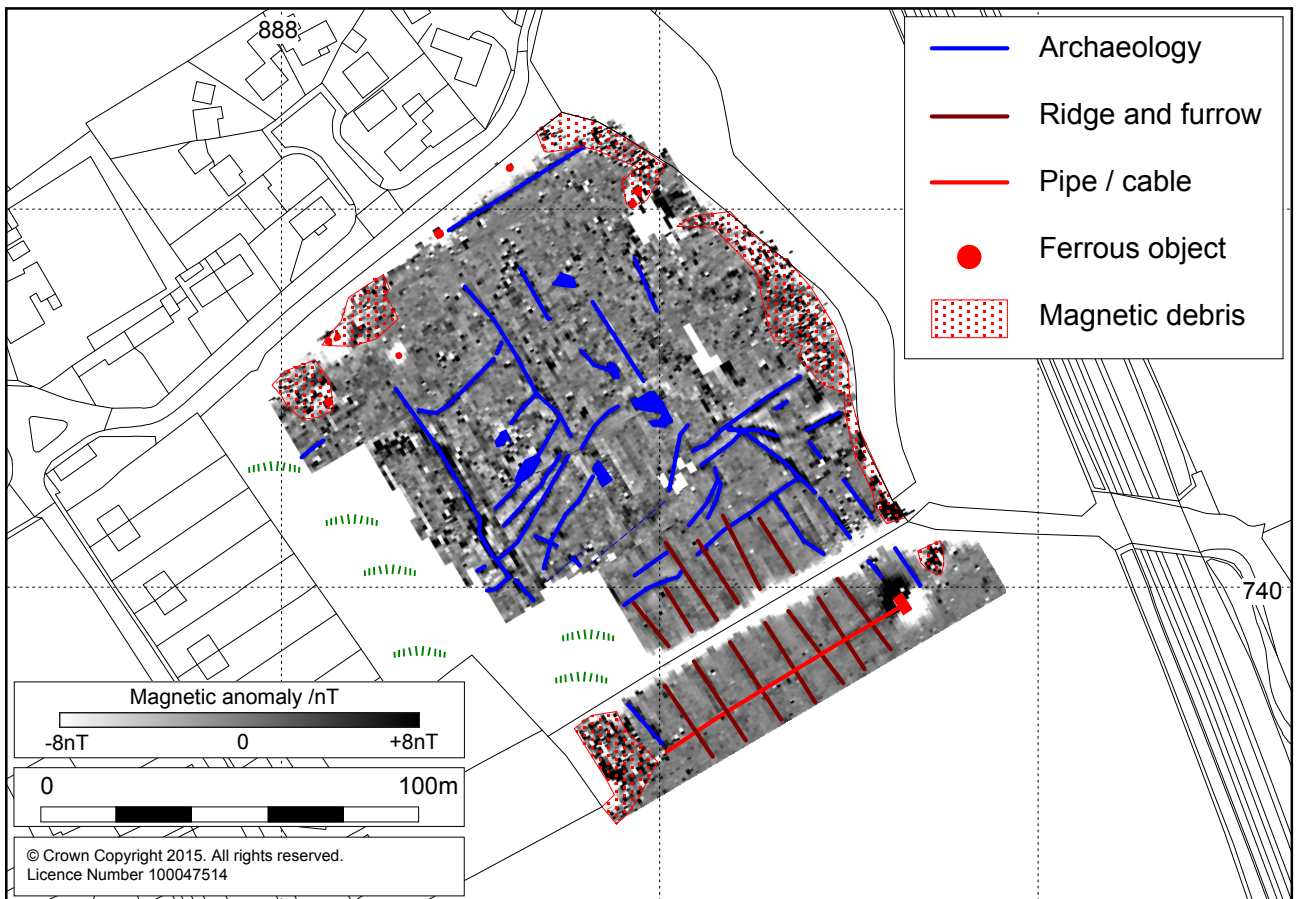 888
Archaeology
Ridge and furrow
Pipe / cable
Ferrous object
Magnetic debris
740
Magnetic anomaly /nT
-8nT 0 +8nT
0 100m
© Crown Copyright 2015. All rights reserved.
Licence Number 100047514